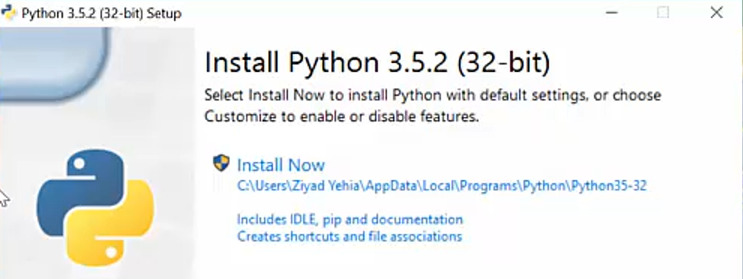 Python 3.5.2 (32-bit) Setup
Install Python 3.5.2 (32-bit)
Select Install Now to install Python with default settings, or choose
Customize to enable or disable features.
Install Now
C:\Users\Ziyad Yehia\AppData\Local\Programs\Python\Python35-32
Includes IDLE, pip and documentation
Creates shortcuts and file associations